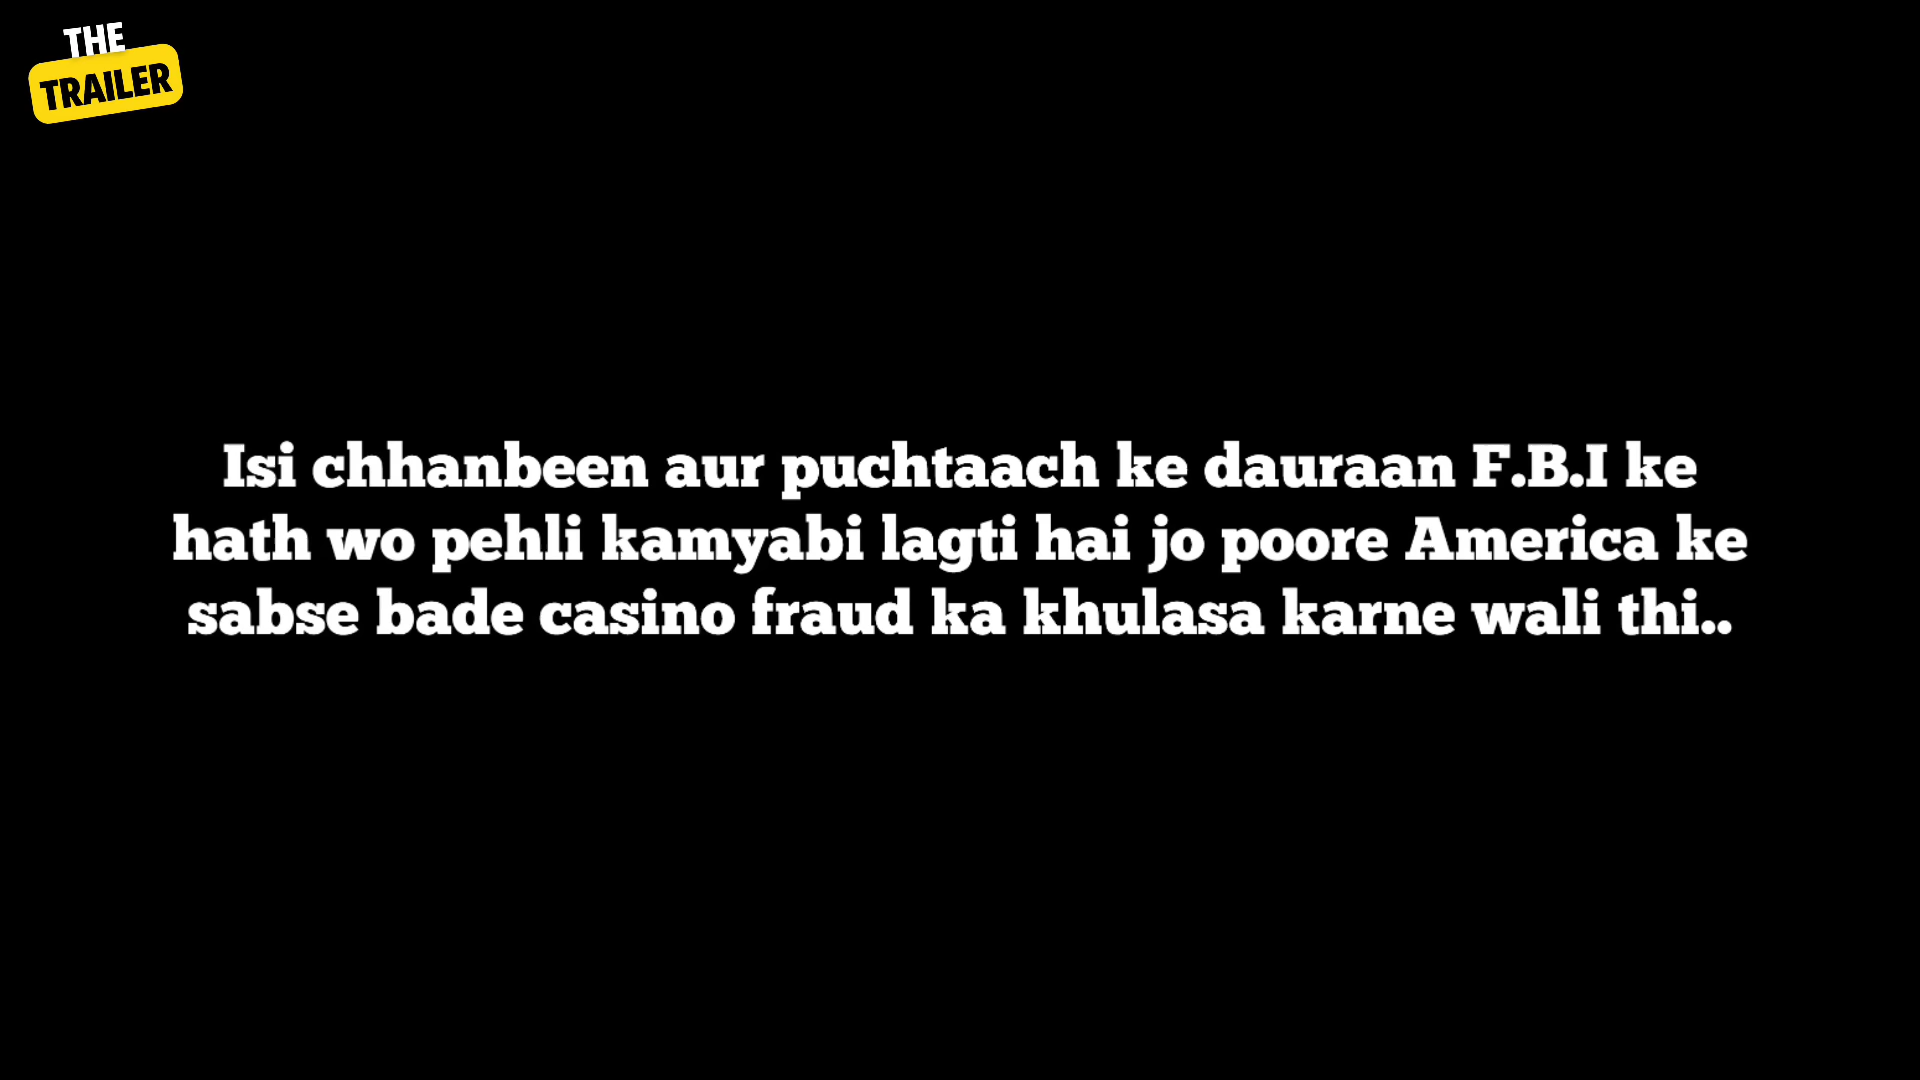 THE
TRAILER
Isi chhanbeen aur puchtaach ke dauraan F.B.I ke
hath wo pehli kamyabi lagti hai jo poore America ke
sabse bade casino fraud ka khulasa karne wali thi..